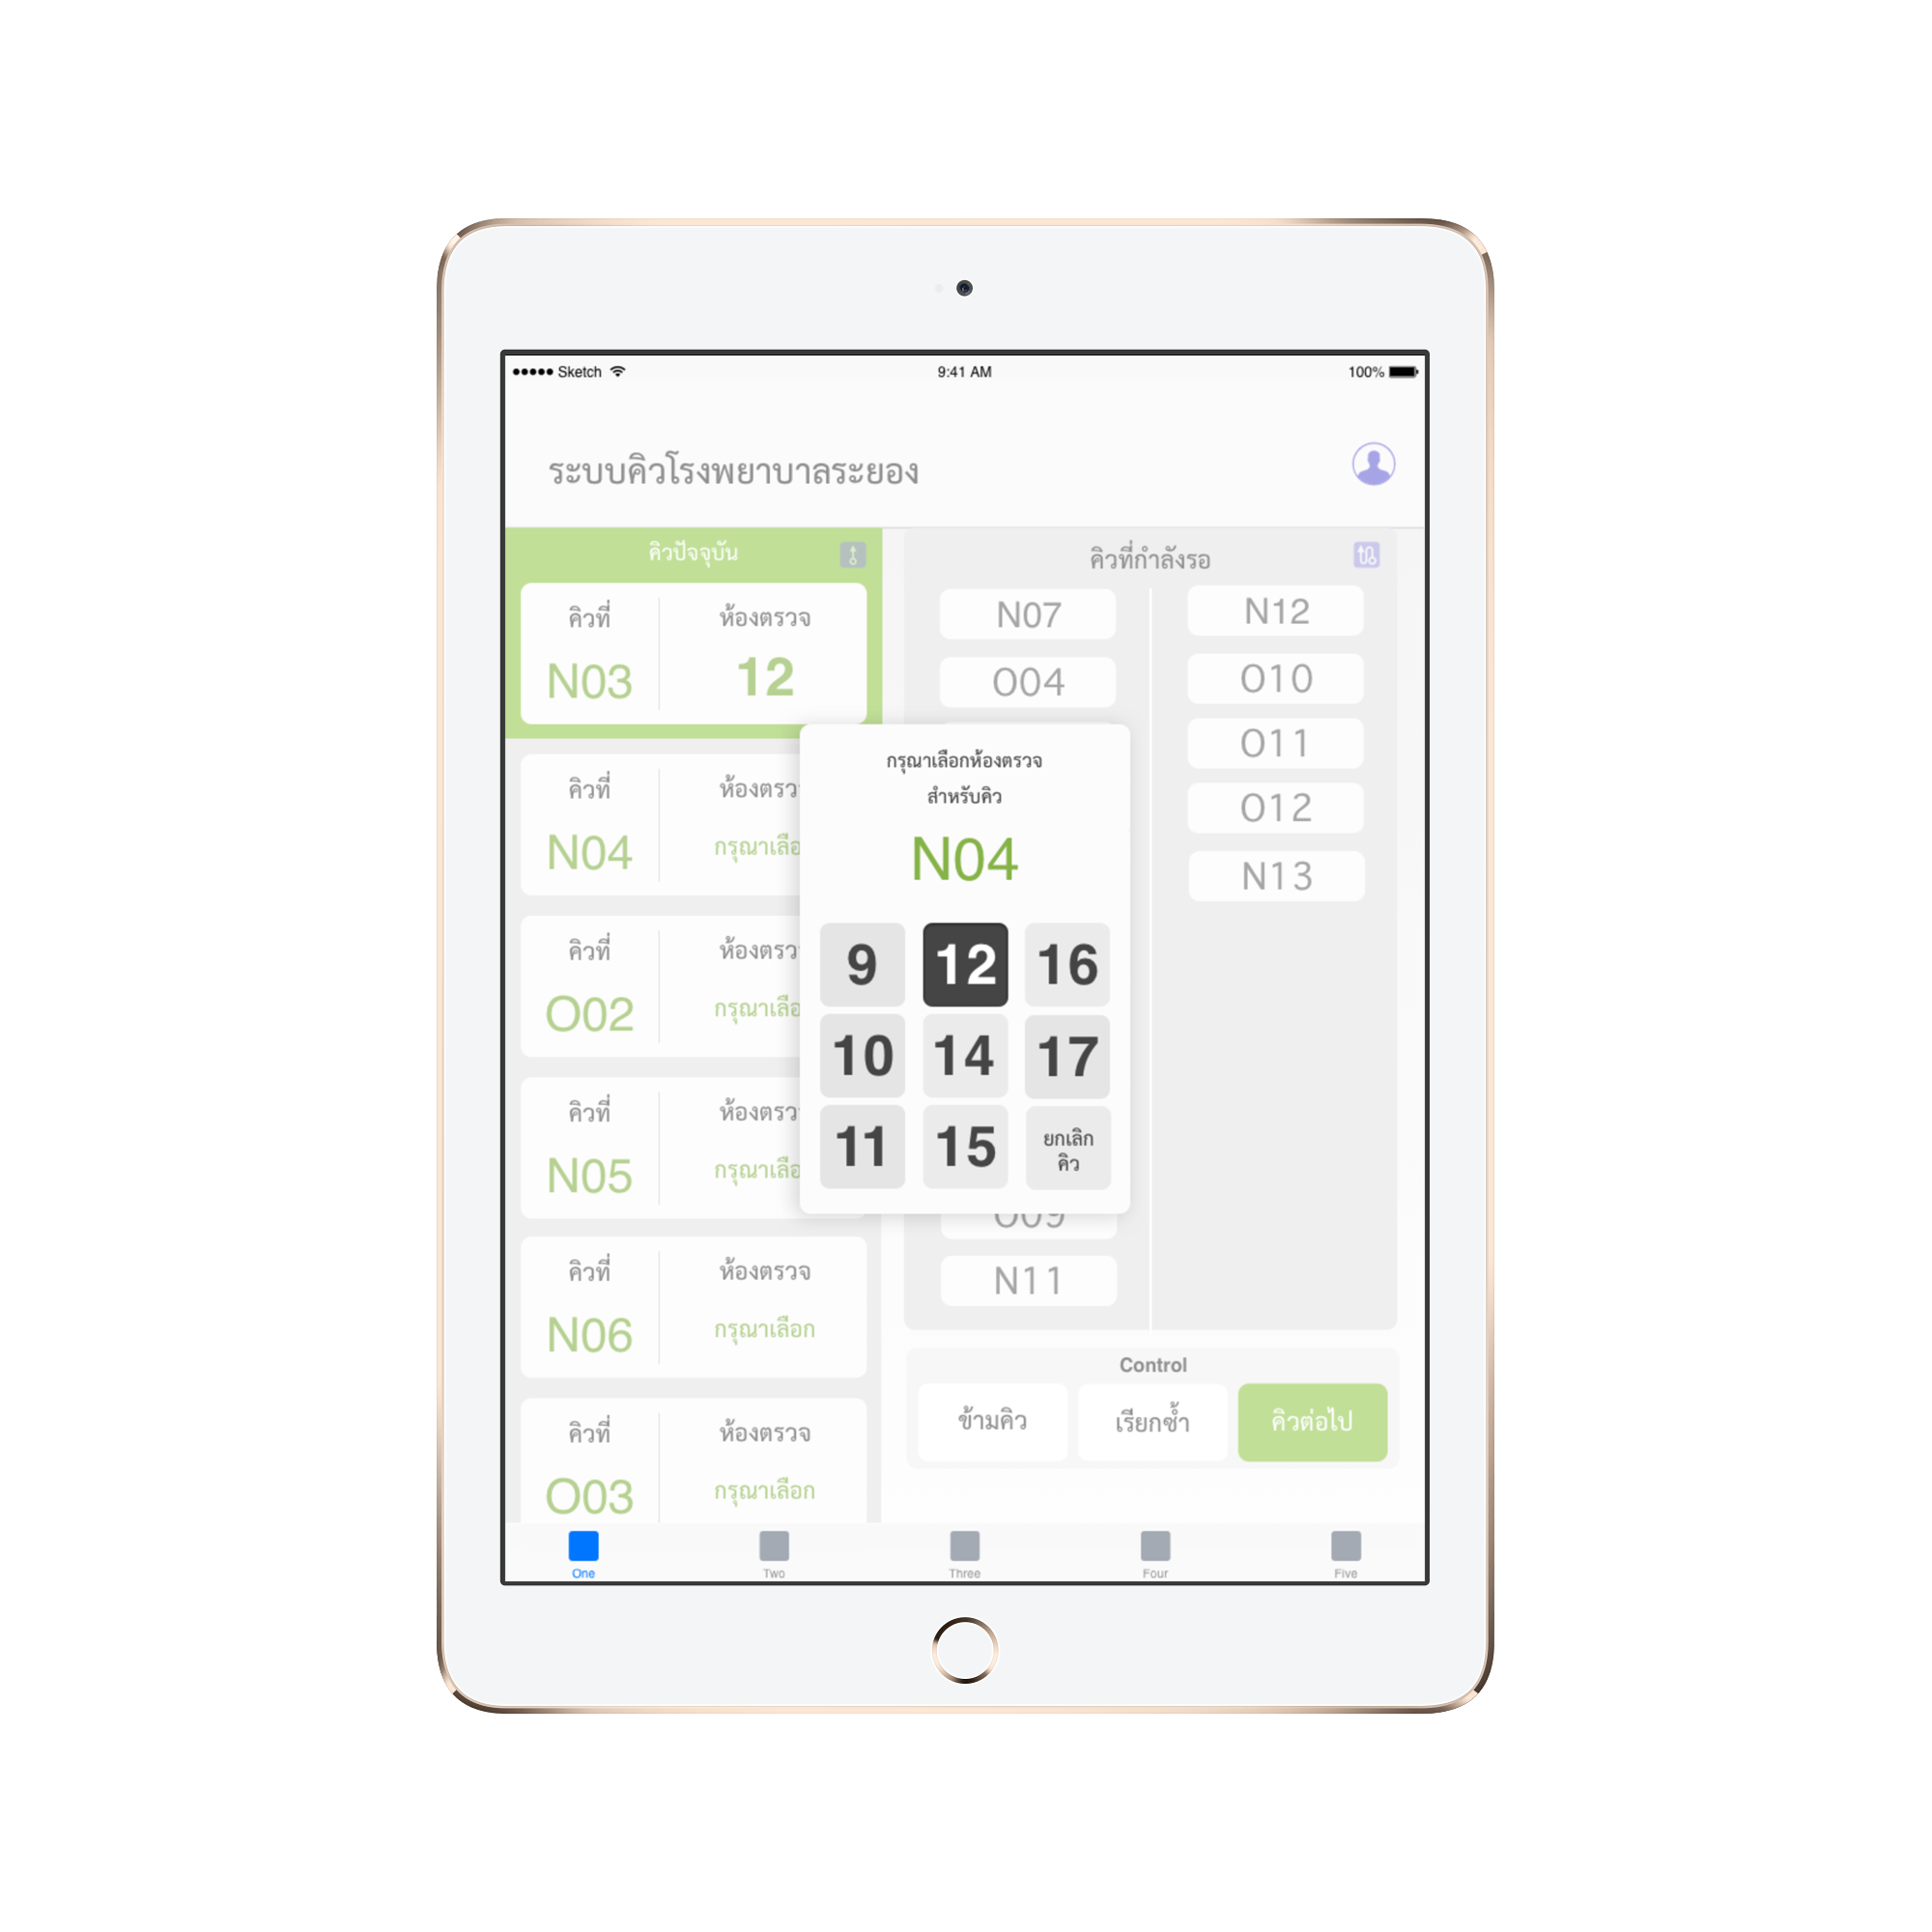 Sketch
9:41 AM
100%
ระบบคิวโรงพยาบาลระยอง
คิวปัจจุบัน
คิวที่
ห้องตรวจ
N03
12
คิวที่
ห้องตรว
N04
กรุณาเลือ
คิวที่
ห้องตรว
O02
กรุณาเลือ
คิวที่
ห้องตรว
N05
กรุณาเลือ
คิวที่
ห้องตรวจ
N06
กรุณาเลือก
คิวที่
ห้องตรวจ
O03
กรุณาเลือก
คิวที่กำลังรอ
N07
O04
O09
N11
N12
O10
O11
O12
N13
กรุณาเลือกห้องตรวจ
สำหรับคิว
N04
9
12
16
10
14
17
11
15
ยกเลิก
คิว
Control
ข้ามคิว
เรียกซ้ำ
คิวต่อไป
One
Two
Three
Four
Five